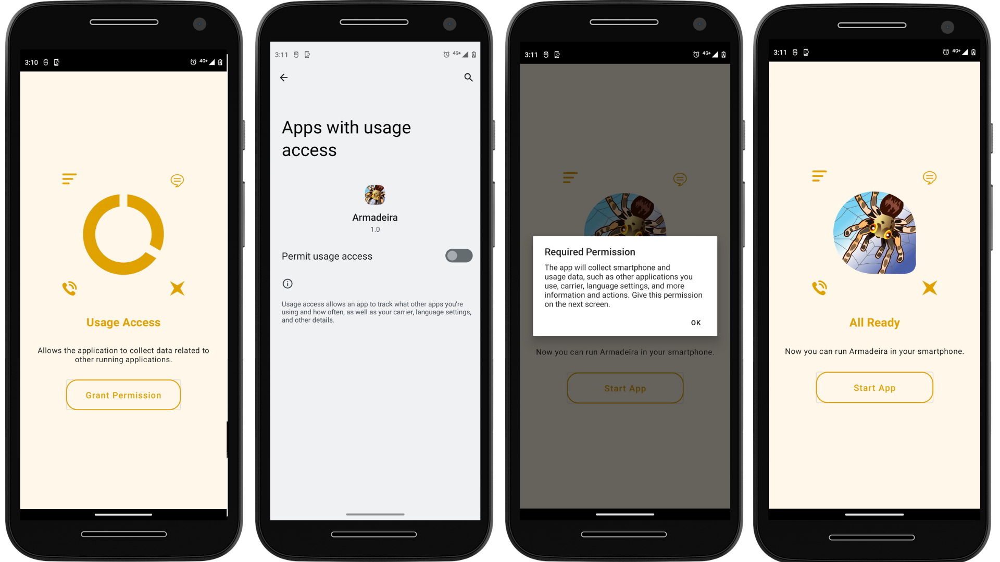 3:10
4G+
Usage Access
Allows the application to collect data related to
other running applications.
Grant Permission
3:11
4G+
Apps with usage
access
Armadeira
1.0
Permit usage access
Usage access allows an app to track what other apps you're
using and how often, as well as your carrier, language settings,
and other details.
3:11
4G+
Required Permission
The app will collect smartphone and
usage data, such as other applications you
use, carrier, language settings, and more
information and actions. Give this permission
on the next screen.
OK
Now you can run Armadeira in your smartphone.
Start App
3:11
4G+
All Ready
Now you can run Armadeira in your smartphone.
Start App